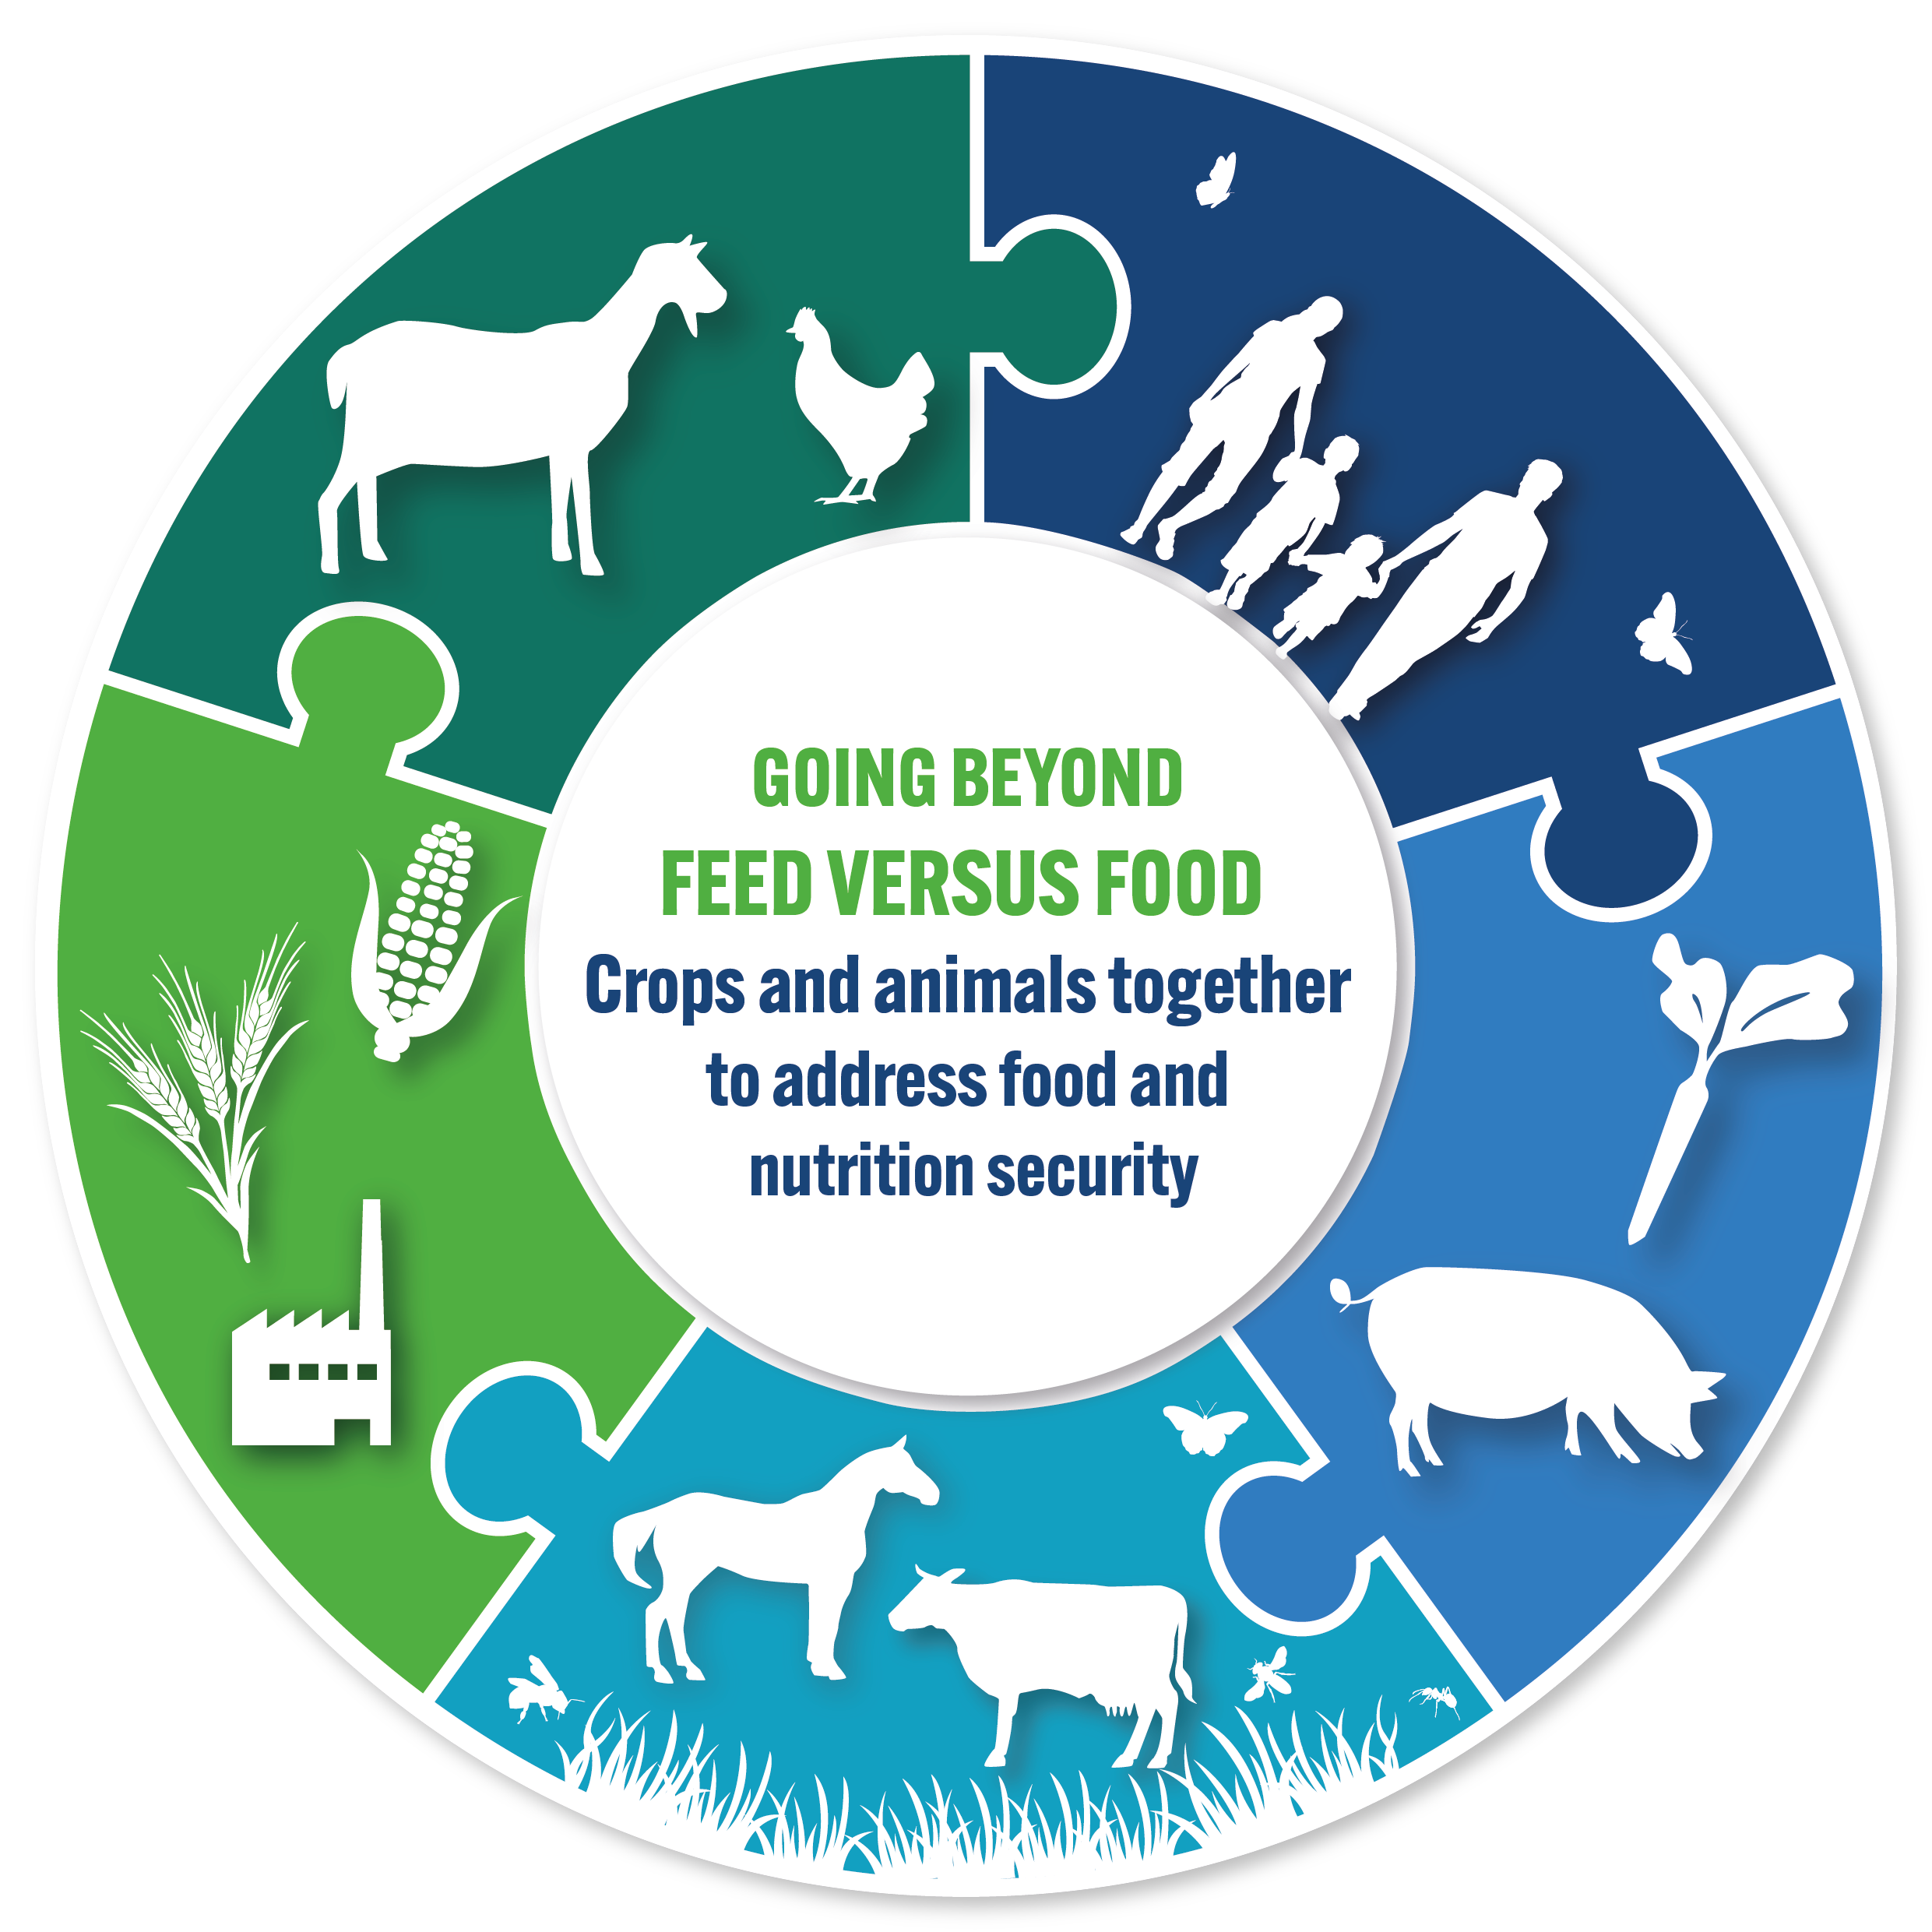 GOING BEYOND
FEED VERSUS FOOD
Crops and animals together
to address food and
nutrition security